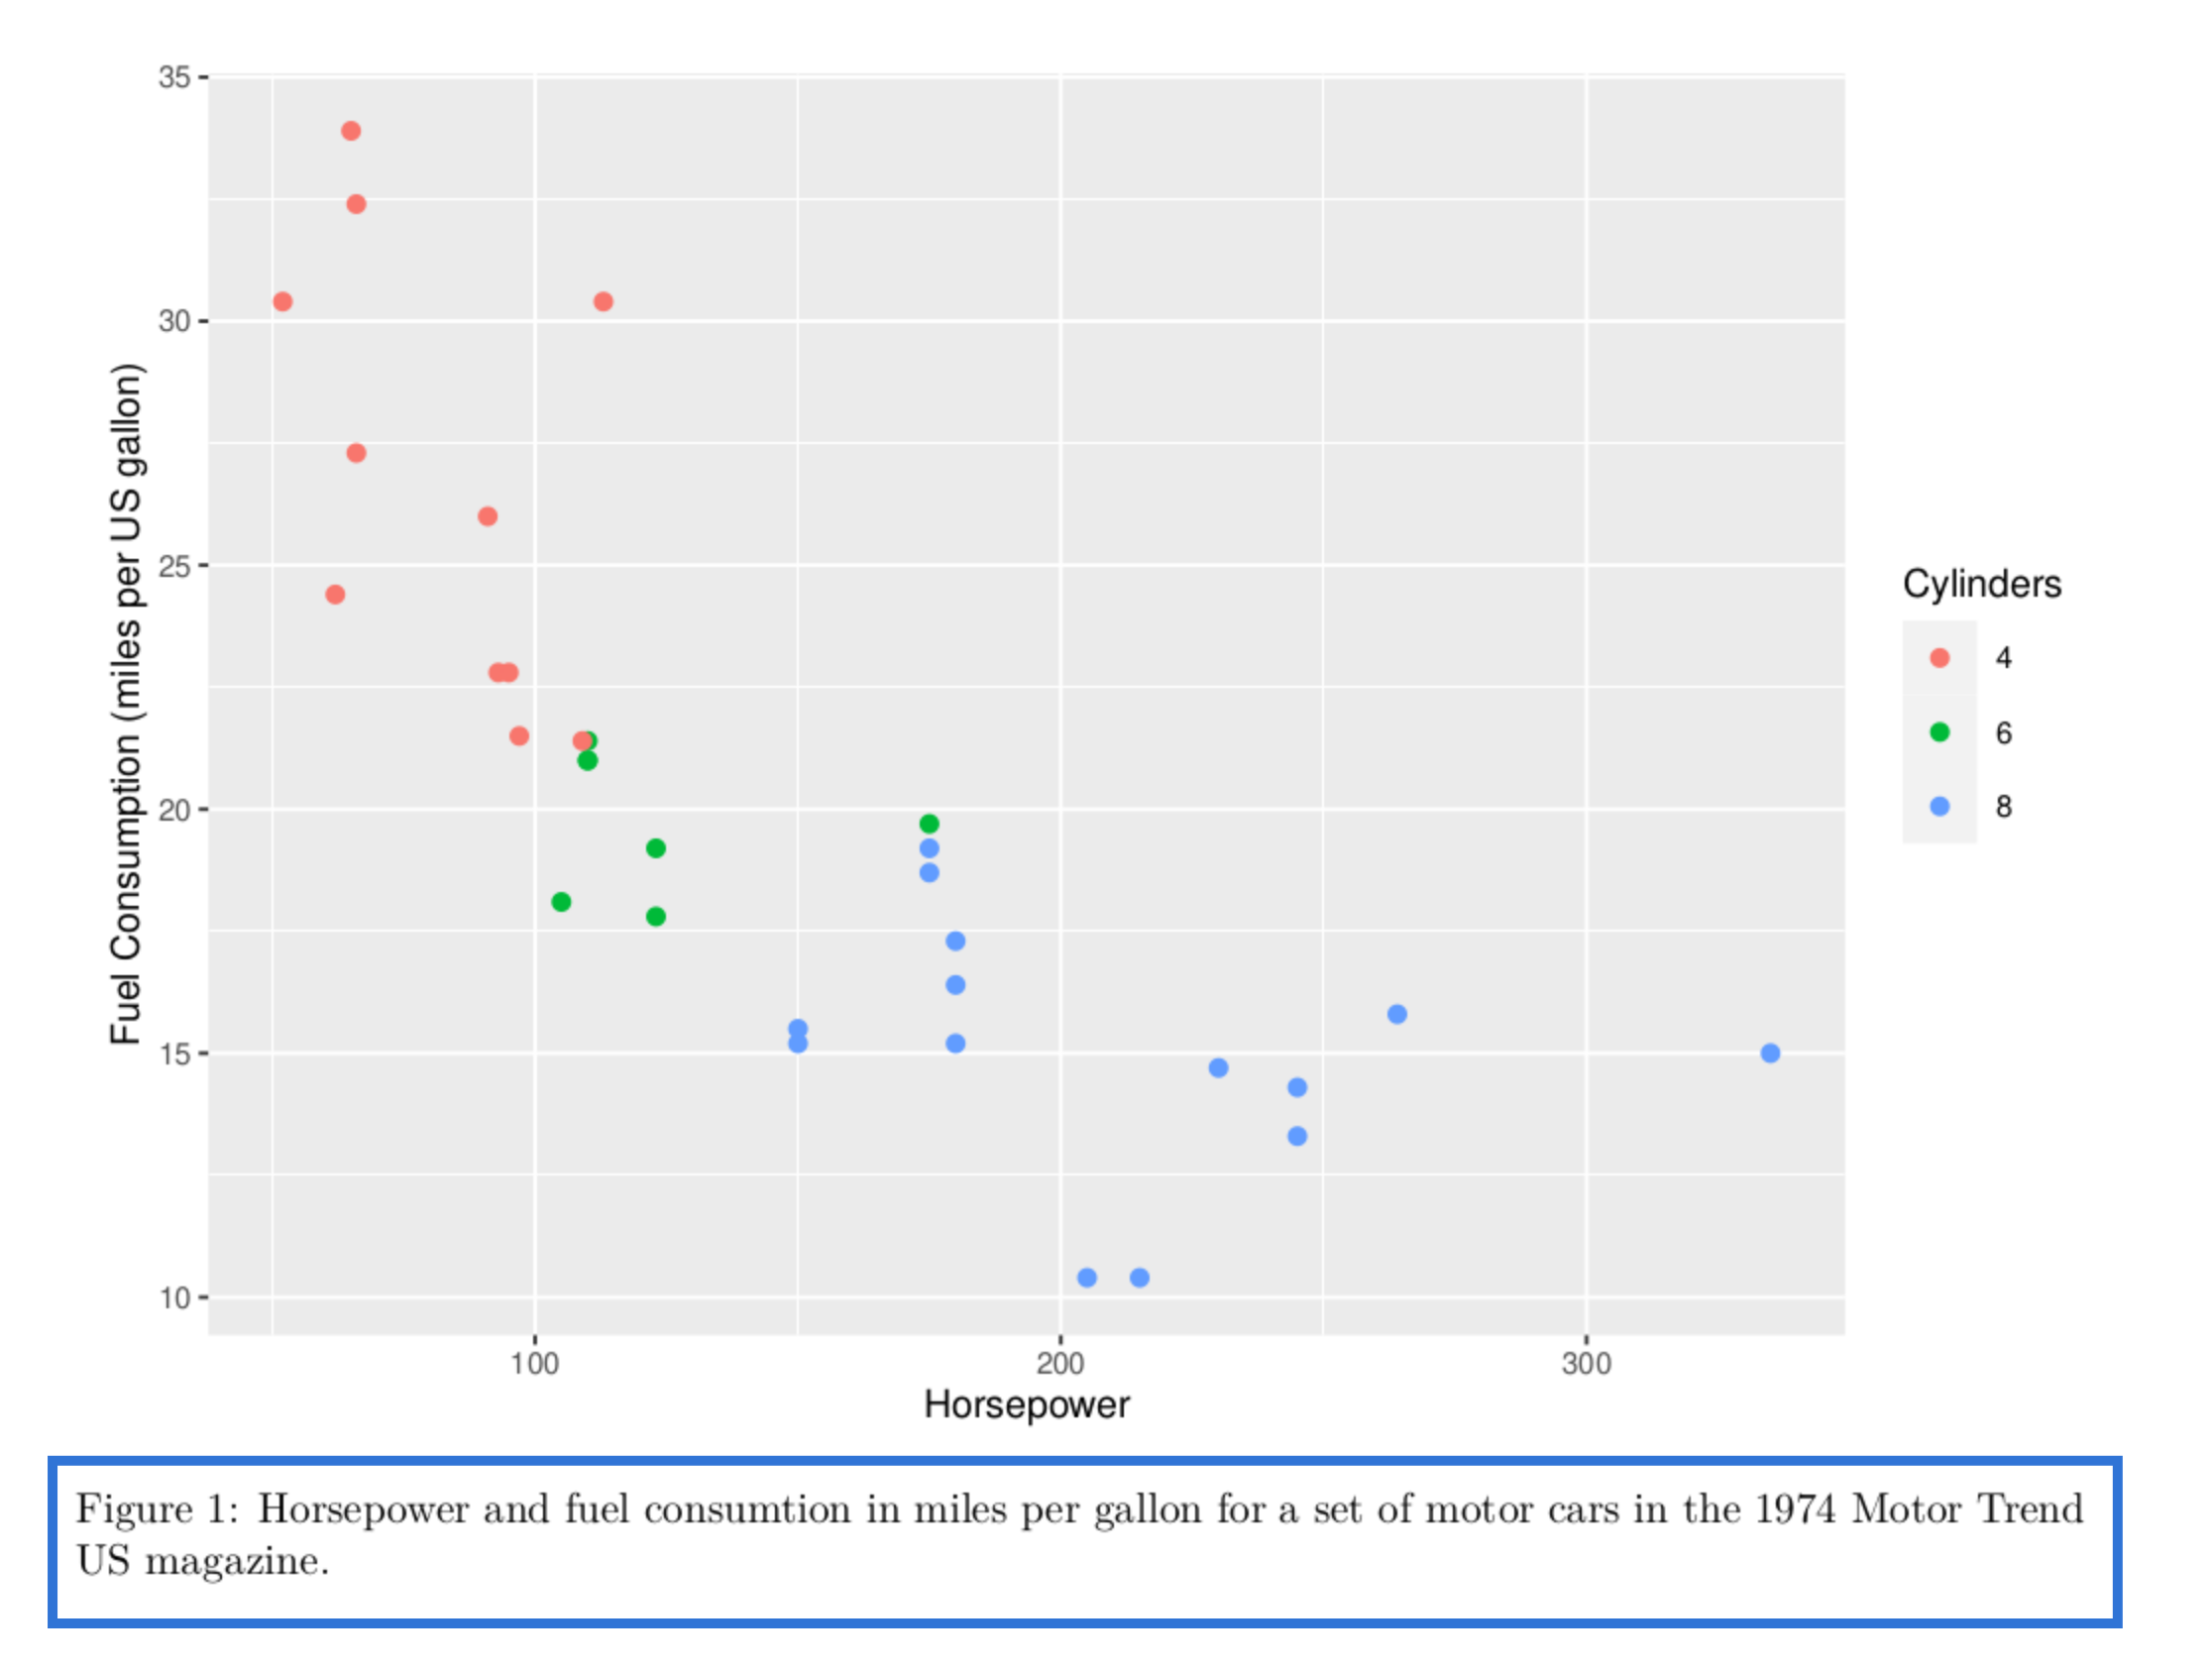 35
30
25
20
15
10
Fuel Consumption (miles per US gallon)
100 200 300
Horsepower
Cylinders
4
6
8
Figure 1: Horsepower and fuel consumtion in miles per gallon for a set of motor cars in the 1974 Motor Trend
US magazine.